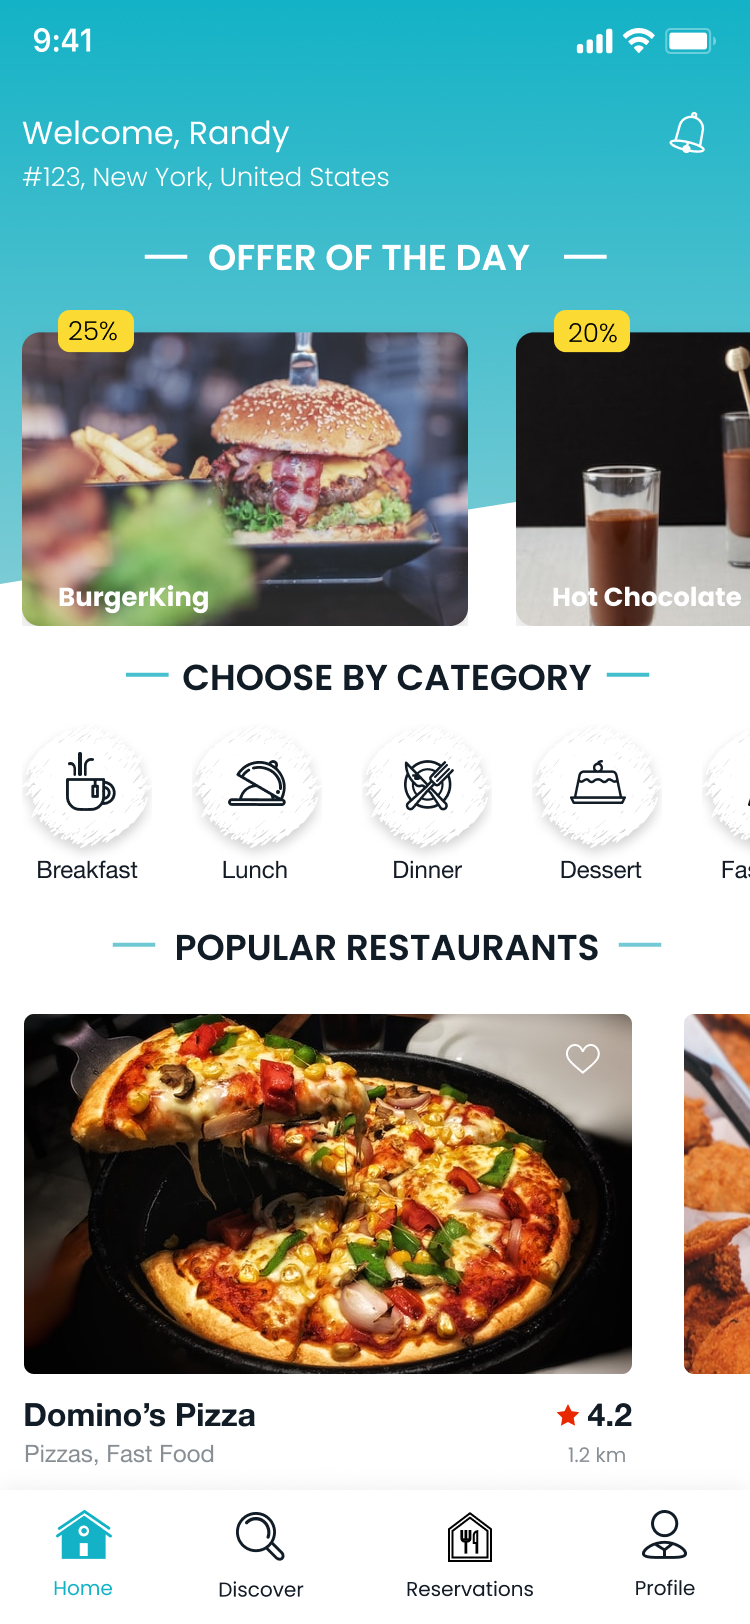 9:41
Welcome, Randy
#123, New York, United States
OFFER OF THE DAY
25%
20%
BurgerKing
Hot Chocolate
CHOOSE BY CATEGORY
Breakfast
Lunch
Dinner
Dessert
Fas
POPULAR RESTAURANTS
Domino’s Pizza
4.2
Pizzas, Fast Food
1.2 km
Home
Discover
Reservations
Profile